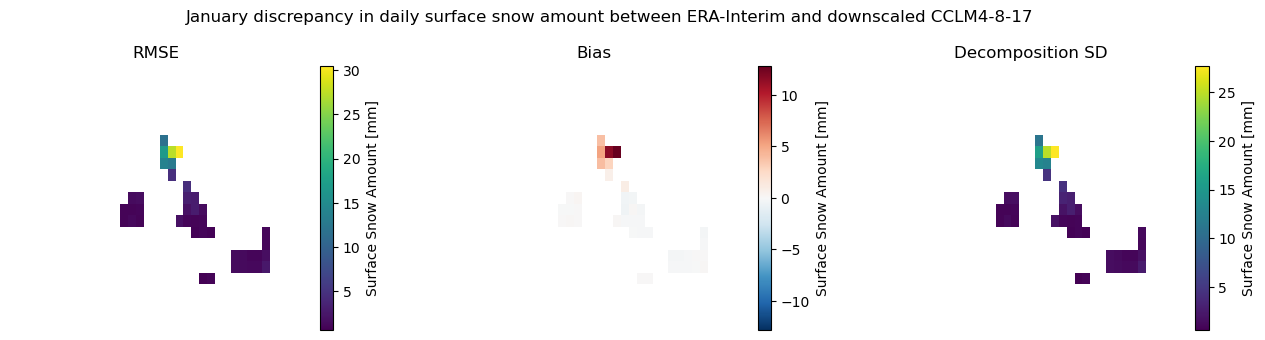 January discrepancy in daily surface snow amount between ERA-Interim and downscaled CCLM4-8-17
RMSE
30
25
20
15
10
5
Surface Snow Amount [mm]
Bias
10
5
0
−5
−10
Surface Snow Amount [mm]
Decomposition SD
25
20
15
10
5
Surface Snow Amount [mm]